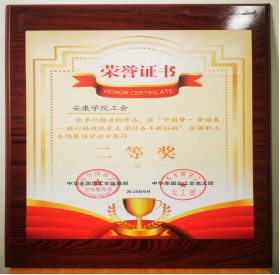 荣誉证书
HONOR CERTIFICATE
安康学院工会
你单位报送的作品，在“中国梦·劳动美
——凝心铸魂跟党走 团结奋斗新征程”全国职工
合唱展演活动中获得
二等奖
中华全国总工会宣教部
中华全国总工会文工团
2024年9月